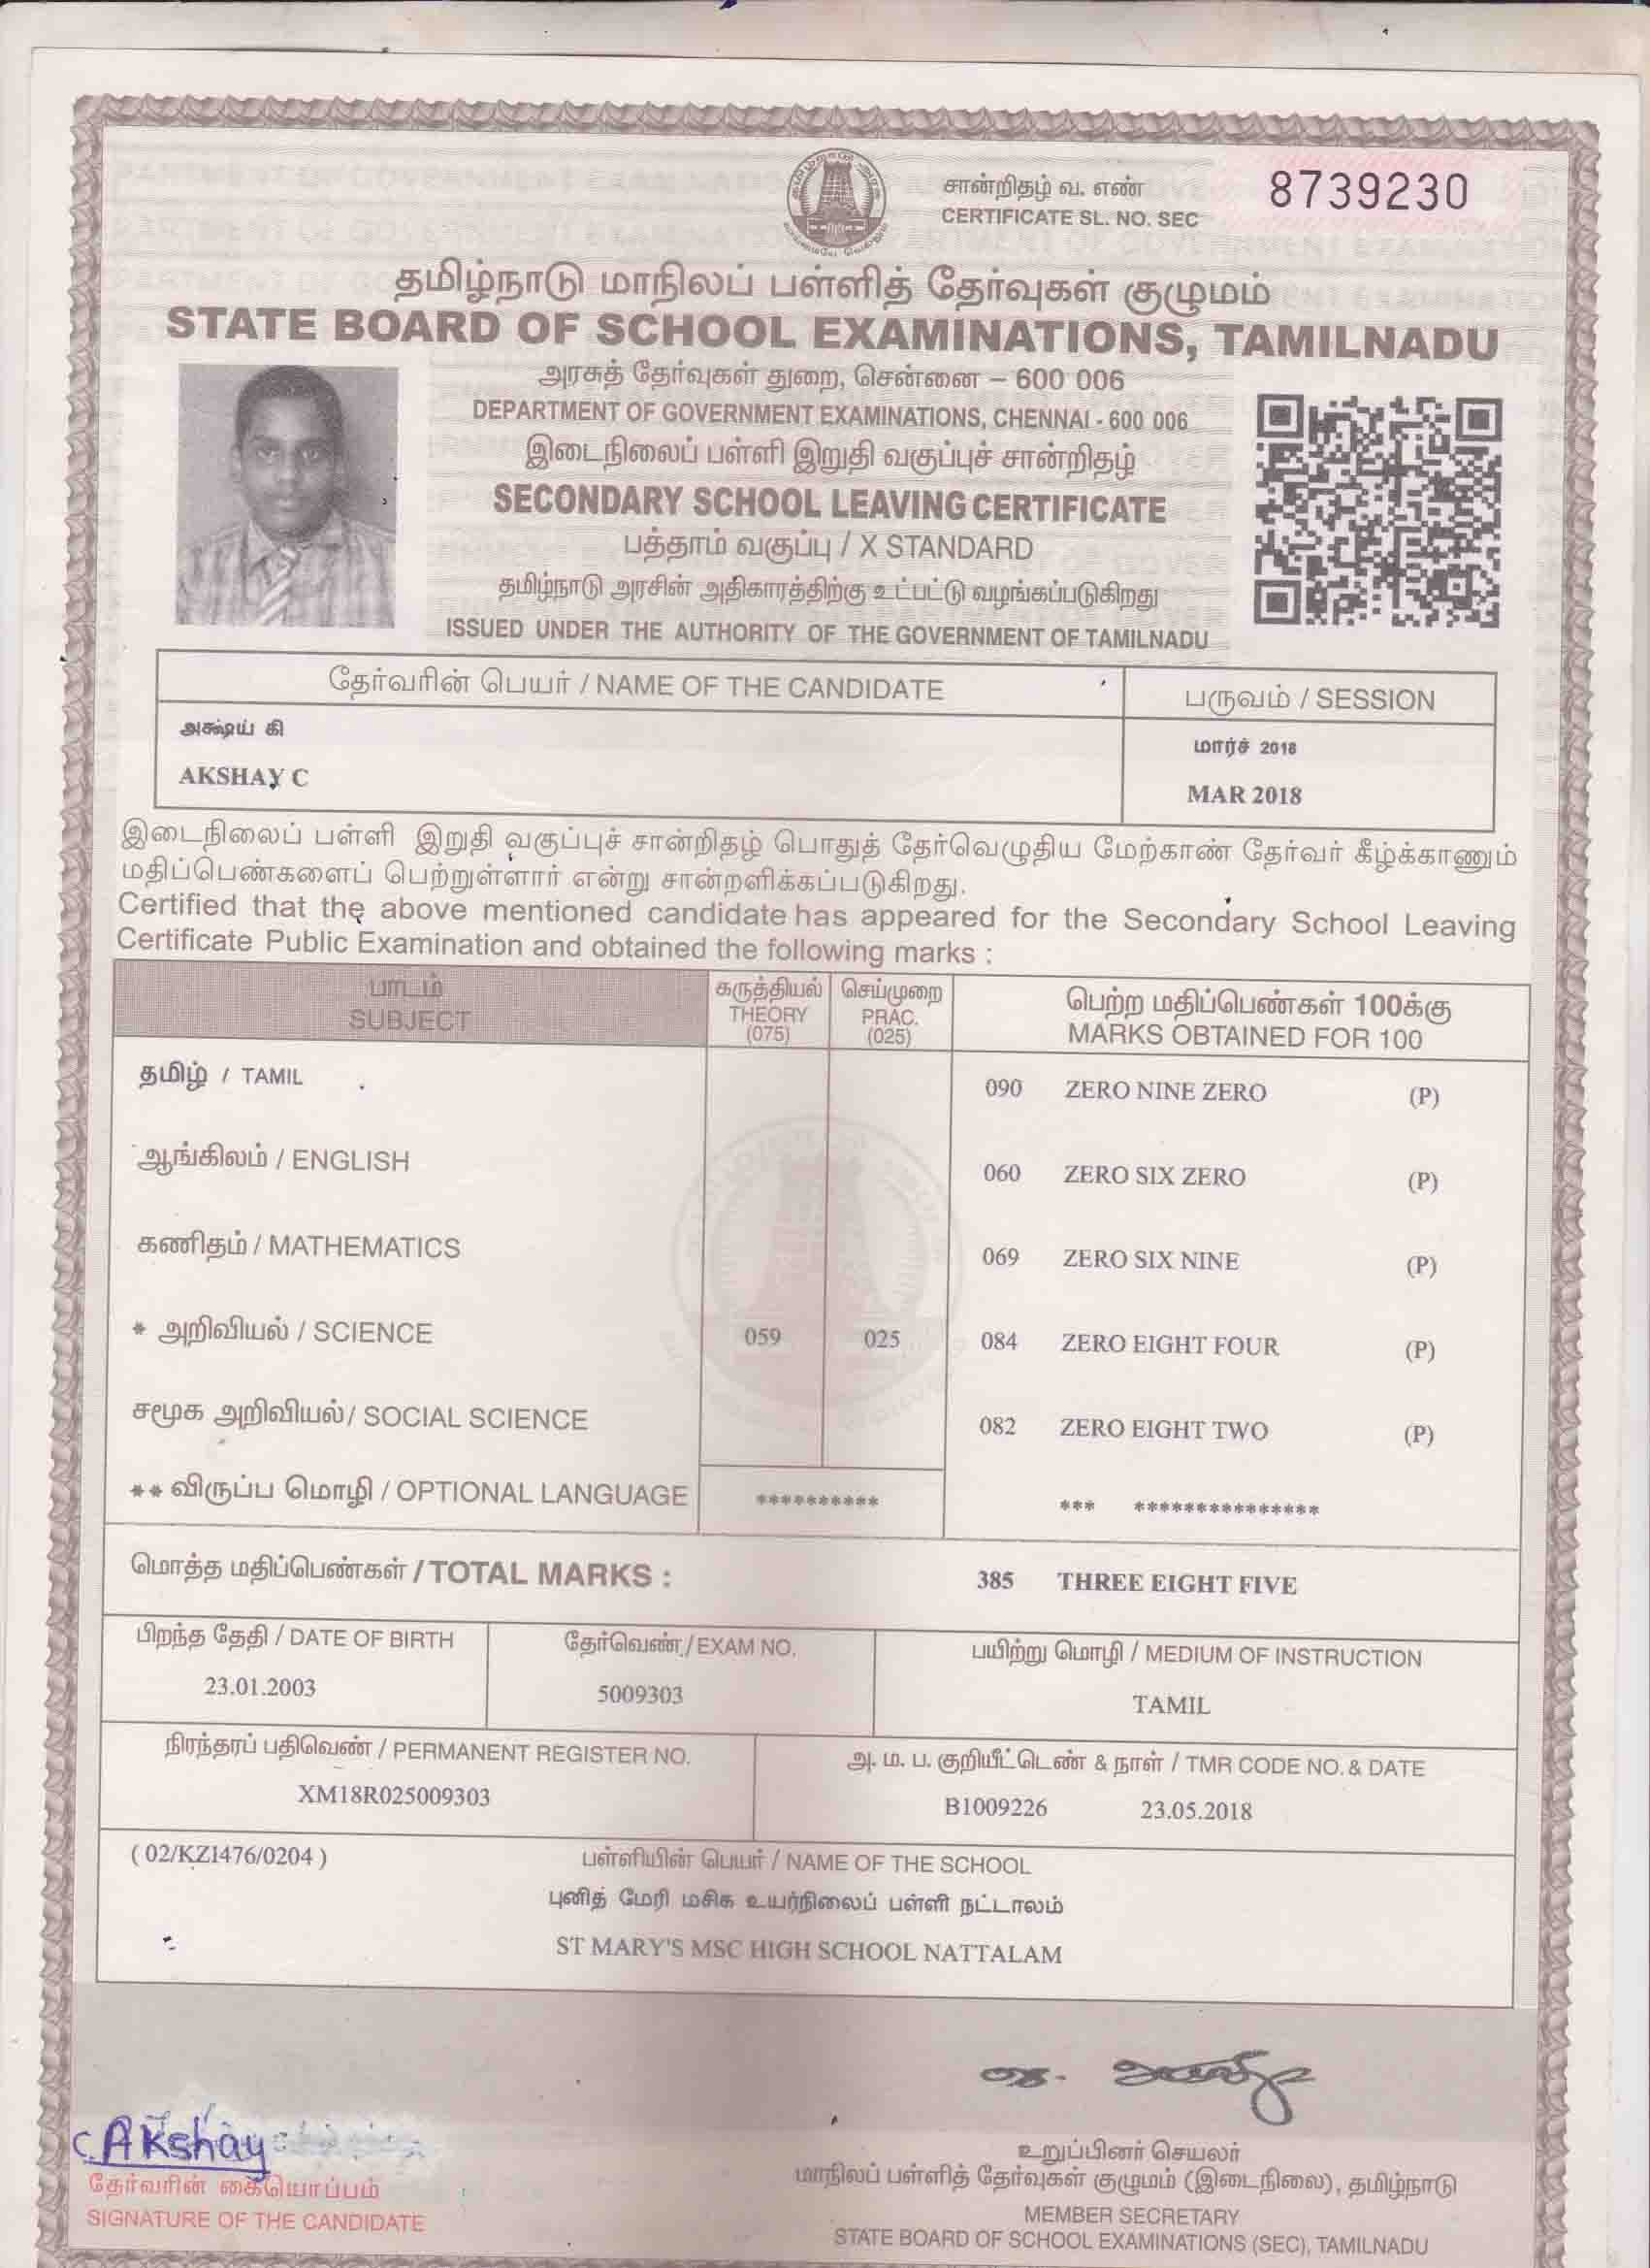 சான்றிதழ் வ. எண்
CERTIFICATE SL. NO. SEC
8739230
தமிழ்நாடு மாநிலப் பள்ளித் தேர்வுகள் குழுமம்
STATE BOARD OF SCHOOL EXAMINATIONS, TAMILNADU
அரசுத் தேர்வுகள் துறை, சென்னை – 600 006
DEPARTMENT OF GOVERNMENT EXAMINATIONS, CHENNAI - 600 006
இடைநிலைப் பள்ளி இறுதி வகுப்புச் சான்றிதழ்
SECONDARY SCHOOL LEAVING CERTIFICATE
பத்தாம் வகுப்பு / X STANDARD
தமிழ்நாடு அரசின் அதிகாரத்திற்கு உட்பட்டு வழங்கப்படுகிறது
ISSUED UNDER THE AUTHORITY OF THE GOVERNMENT OF TAMILNADU
தேர்வரின் பெயர் / NAME OF THE CANDIDATE
பருவம் / SESSION
அக்ஷய் கி
மார்ச் 2018
AKSHAY C
MAR 2018
இடைநிலைப் பள்ளி இறுதி வகுப்புச் சான்றிதழ் பொதுத் தேர்வெழுதிய மேற்காண் தேர்வர் கீழ்க்காணும்
மதிப்பெண்களைப் பெற்றுள்ளார் என்று சான்றளிக்கப்படுகிறது.
Certified that the above mentioned candidate has appeared for the Secondary School Leaving
Certificate Public Examination and obtained the following marks :
பாடம்
SUBJECT
கருத்தியல்
THEORY
(075)
செய்முறை
PRAC.
(025)
பெற்ற மதிப்பெண்கள் 100க்கு
MARKS OBTAINED FOR 100
தமிழ் / TAMIL 090 ZERO NINE ZERO (P)
ஆங்கிலம் / ENGLISH 060 ZERO SIX ZERO (P)
கணிதம் / MATHEMATICS 069 ZERO SIX NINE (P)
* அறிவியல் / SCIENCE 059 025 084 ZERO EIGHT FOUR (P)
சமூக அறிவியல் / SOCIAL SCIENCE 082 ZERO EIGHT TWO (P)
** விருப்ப மொழி / OPTIONAL LANGUAGE ********** *** ***************
மொத்த மதிப்பெண்கள் / TOTAL MARKS : 385 THREE EIGHT FIVE
பிறந்த தேதி / DATE OF BIRTH
தேர்வெண்./ EXAM NO.
பயிற்று மொழி / MEDIUM OF INSTRUCTION
23.01.2003
5009303
TAMIL
நிரந்தரப் பதிவெண் / PERMANENT REGISTER NO.
அ. ம. ப. குறியீட்டெண் & நாள் / TMR CODE NO. & DATE
XM18R025009303
B1009226 23.05.2018
( 02/KZ1476/0204 )
பள்ளியின் பெயர் / NAME OF THE SCHOOL
புனித மேரி மசிக உயர்நிலைப் பள்ளி நட்டாலம்
ST MARY'S MSC HIGH SCHOOL NATTALAM
C. Akshay
தேர்வரின் கையொப்பம்
SIGNATURE OF THE CANDIDATE
உறுப்பினர் செயலர்
மாநிலப் பள்ளித் தேர்வுகள் குழுமம் (இடைநிலை), தமிழ்நாடு
MEMBER SECRETARY
STATE BOARD OF SCHOOL EXAMINATIONS (SEC), TAMILNADU